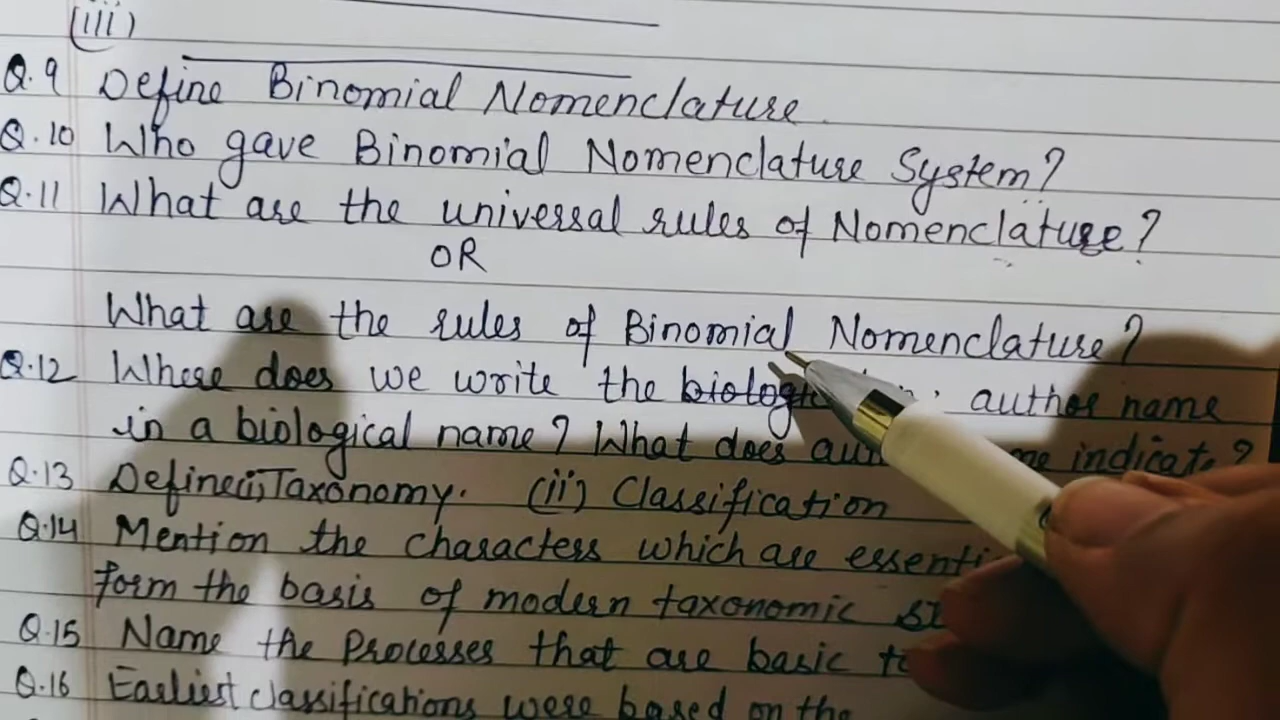 (iii)
Q.9 Define Binomial Nomenclature.
Q.10 Who gave Binomial Nomenclature System?
Q.11 What are the universal rules of Nomenclature?
OR
What are the rules of Binomial Nomenclature?
Q.12 Where does we write the author name
in a biological name? What does indicate?
Q.13 Define(i) Taxonomy. (ii) Classification
Q.14 Mention the characters which are
form the basis of modern taxonomic
Q.15 Name the Processes that are basic
Q.16 Earliest classifications were based on the